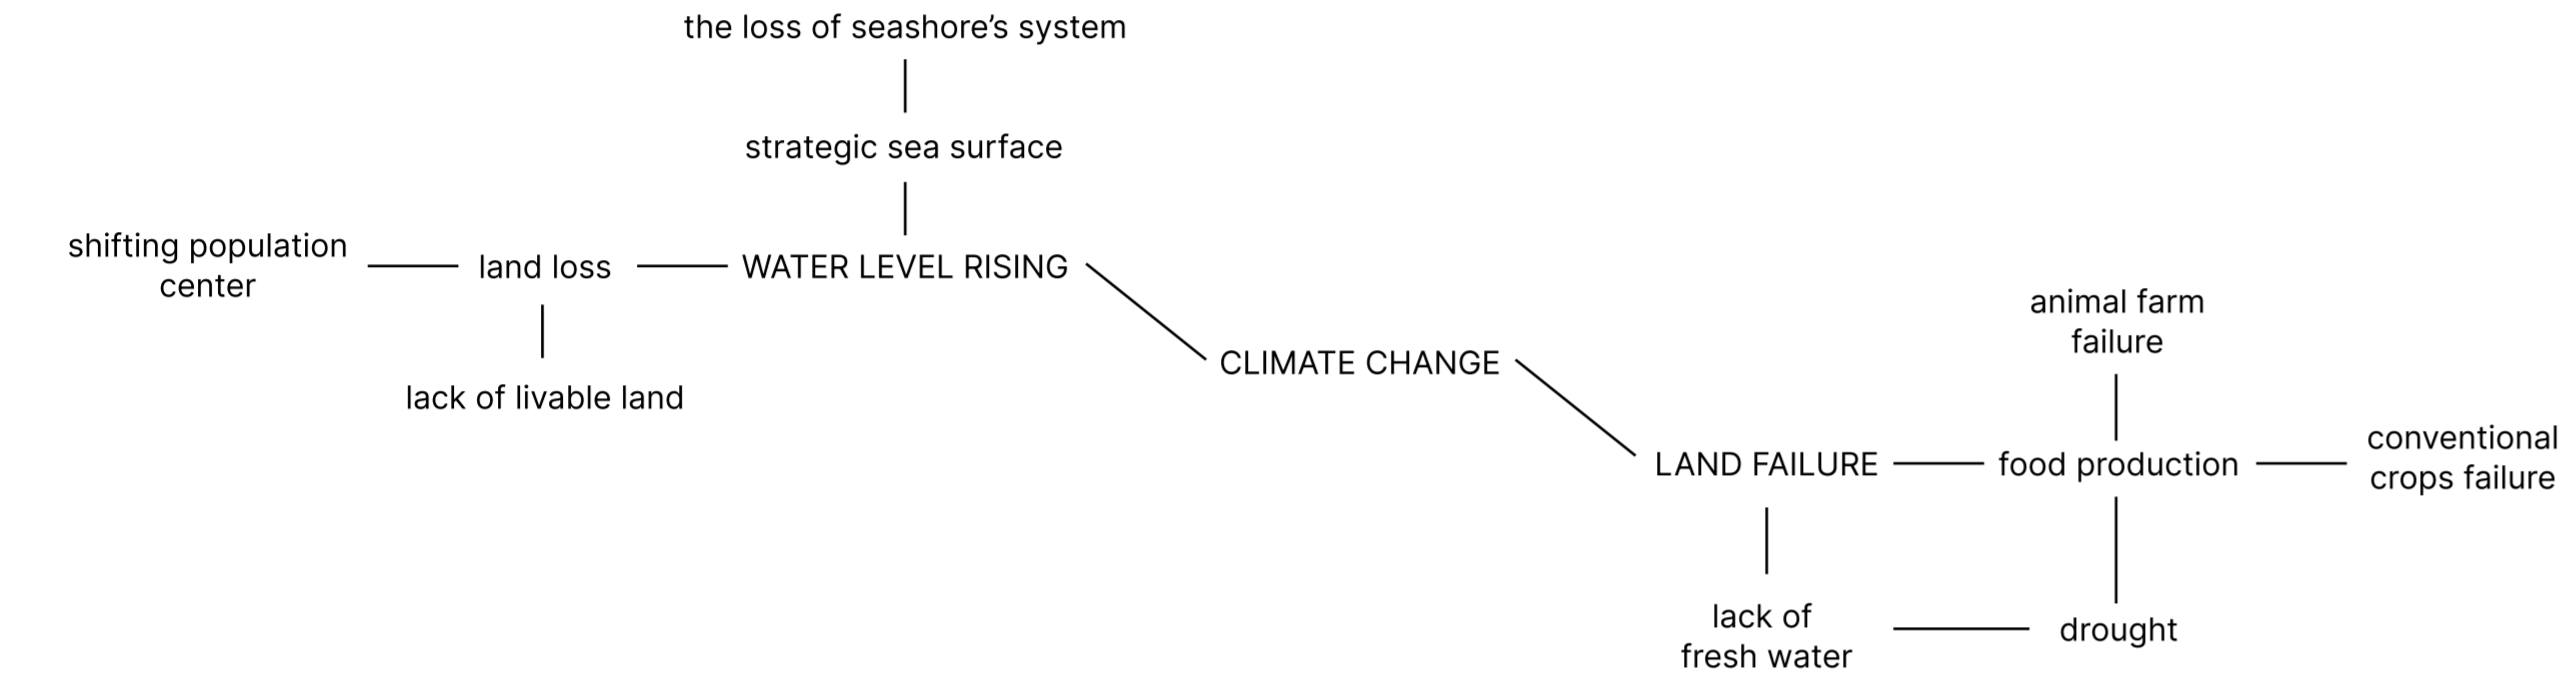 the loss of seashore’s system
strategic sea surface
shifting population
center
land loss
WATER LEVEL RISING
lack of livable land
CLIMATE CHANGE
animal farm
failure
LAND FAILURE
food production
conventional
crops failure
lack of
fresh water
drought